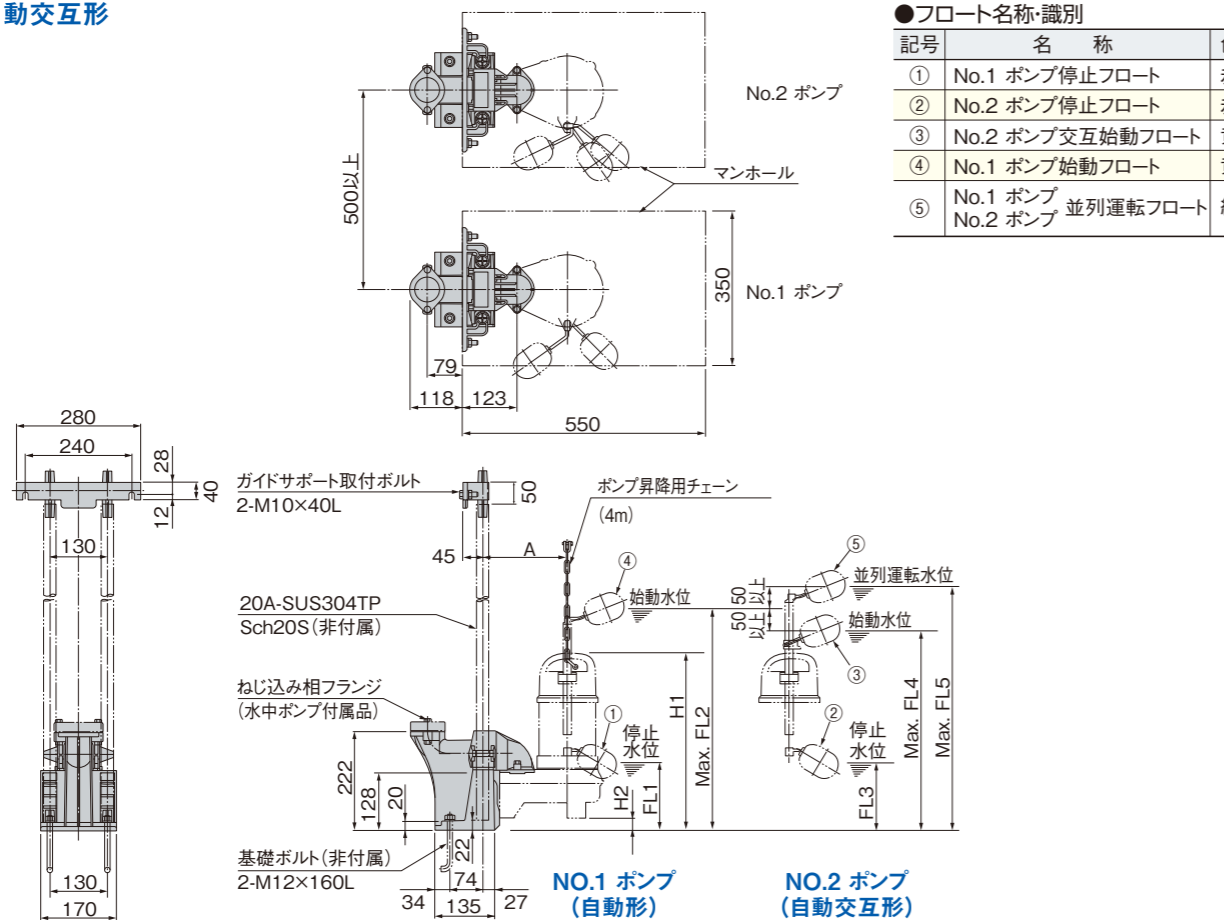 動交互形
●フロート名称・識別
記号 名 称
① No.1 ポンプ停止フロート
② No.2 ポンプ停止フロート
③ No.2 ポンプ交互始動フロート
④ No.1 ポンプ始動フロート
⑤ No.1 ポンプ No.2 ポンプ 並列運転フロート
No.2 ポンプ
500以上
マンホール
350
No.1 ポンプ
79
118 123
550
280
240
28
40
12
130
ガイドサポート取付ボルト
2-M10×40L
50
ポンプ昇降用チェーン
(4m)
45
A
④
始動水位
⑤
並列運転水位
50以上
50以上
始動水位
③
20A-SUS304TP
Sch20S(非付属)
ねじ込み相フランジ
(水中ポンプ付属品)
①
停止
水位
②
停止
水位
H1
Max. FL2
Max. FL4
Max. FL5
222
128
20
22
H2
FL1
FL3
基礎ボルト(非付属)
2-M12×160L
74
34 135 27
130
170
NO.1 ポンプ
(自動形)
NO.2 ポンプ
(自動交互形)